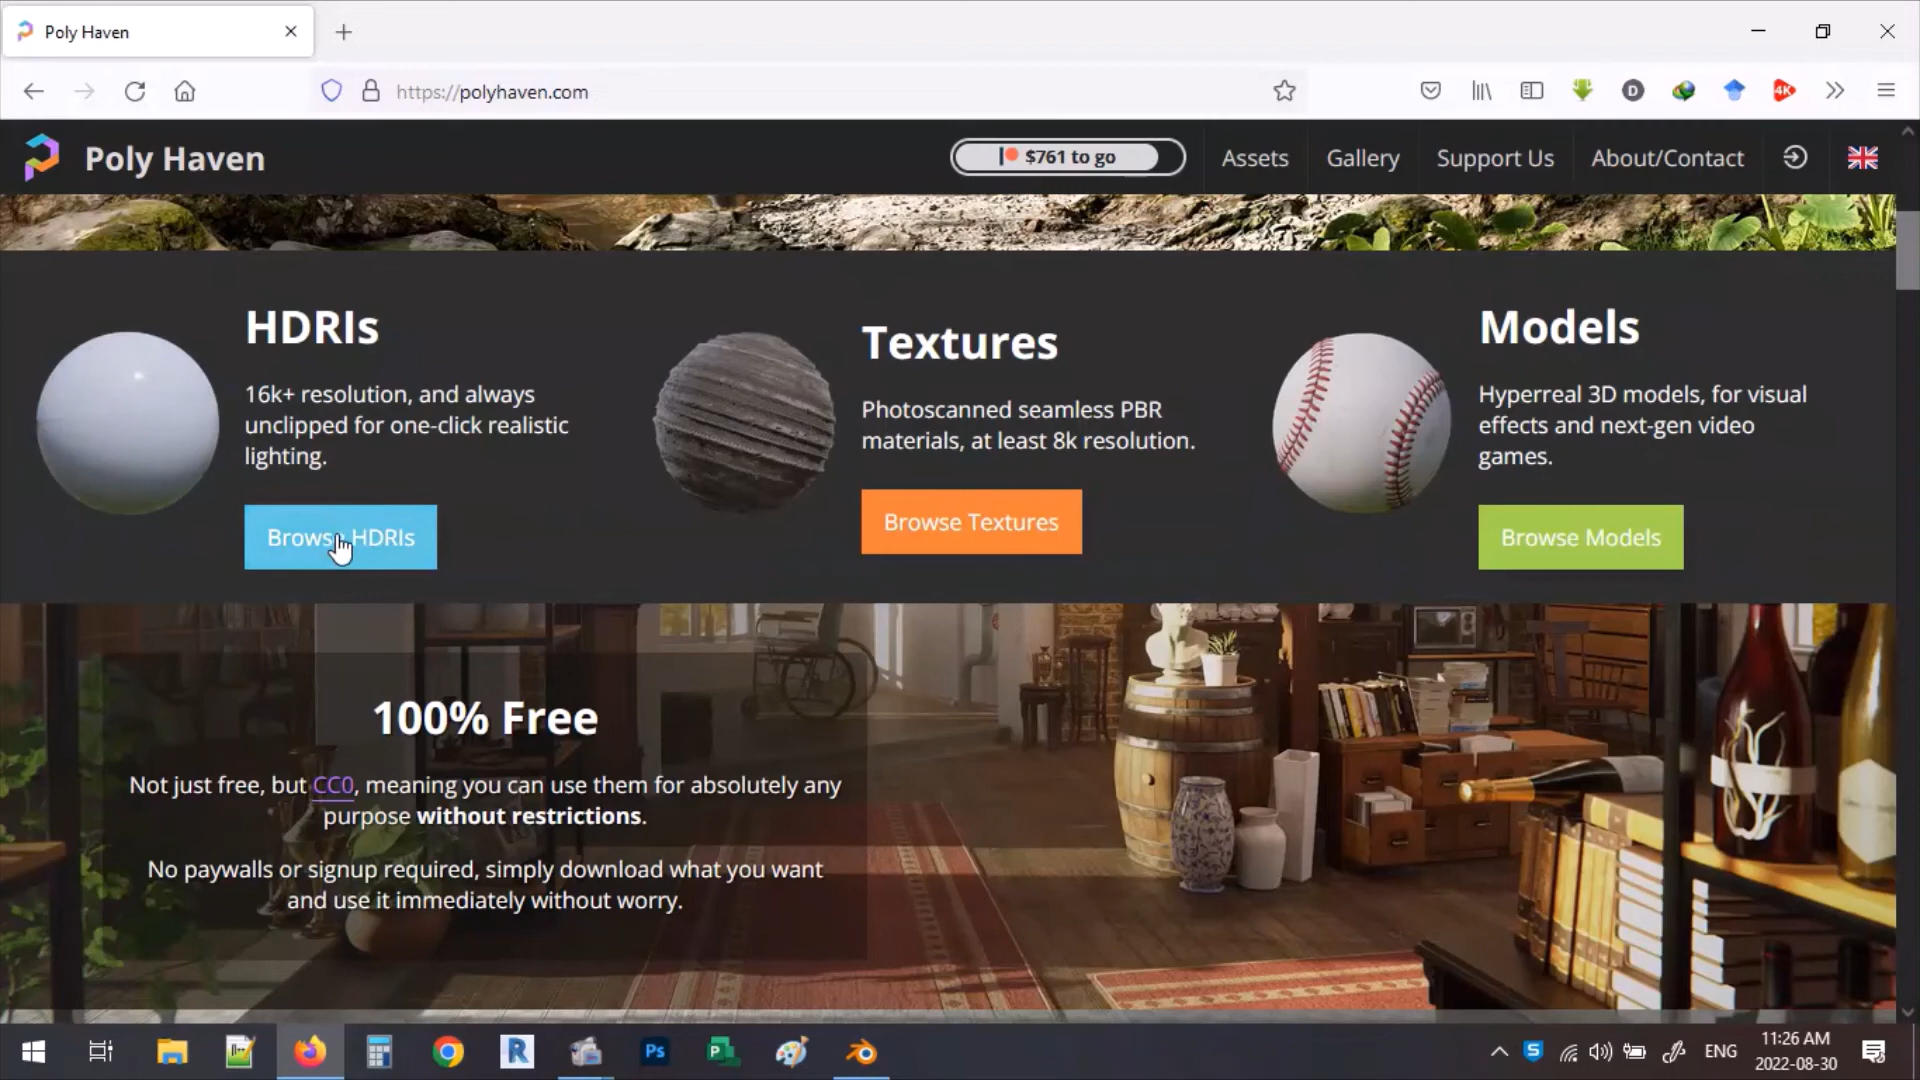 Poly Haven
https://polyhaven.com
D
4K
Poly Haven
$761 to go
Assets
Gallery
Support Us
About/Contact
HDRIs
16k+ resolution, and always
unclipped for one-click realistic
lighting.
Browse HDRIs
Textures
Photoscanned seamless PBR
materials, at least 8k resolution.
Browse Textures
Models
Hyperreal 3D models, for visual
effects and next-gen video
games.
Browse Models
100% Free
Not just free, but CC0, meaning you can use them for absolutely any
purpose without restrictions.
No paywalls or signup required, simply download what you want
and use it immediately without worry.
R
Ps
P
S
ENG
11:26 AM
2022-08-30